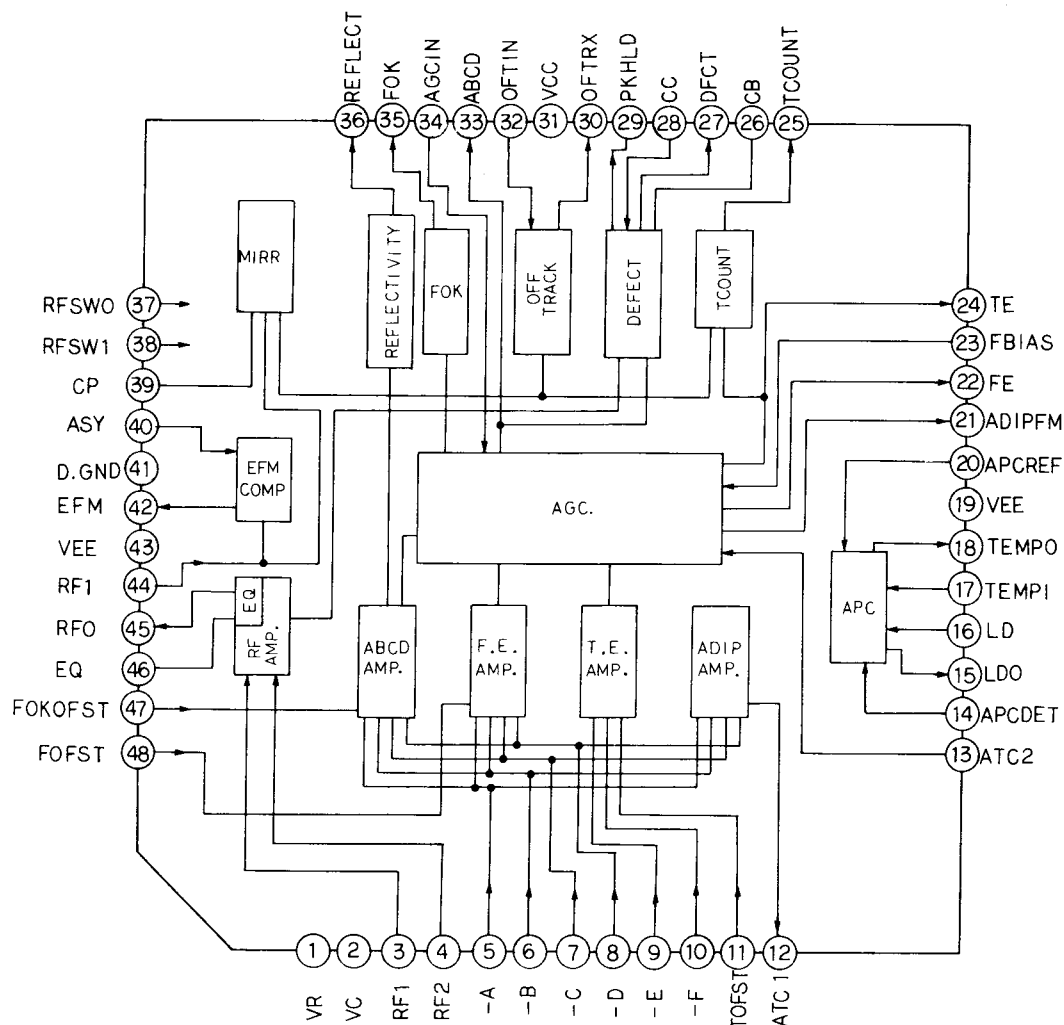 REFLECT
FOK
AGCIN
ABCD
OFTIN
VCC
OFTRX
PKHLD
CC
DFCT
CB
TCOUNT
36 35 34 33 32 31 30 29 28 27 26 25
MIRR
REFLECTIVITY
FOK
OFF
TRACK
DEFECT
TCOUNT
RFSW0 37
RFSW1 38
CP 39
ASY 40
D.GND 41
EFM 42
VEE 43
RF1 44
RFO 45
EQ 46
FOKOFST 47
FOFST 48
24 TE
23 FBIAS
22 FE
21 ADIPFM
20 APCREF
19 VEE
18 TEMPO
17 TEMPI
16 LD
15 LDO
14 APCDET
13 ATC2
EFM
COMP
AGC.
APC
EQ
RF
AMP.
ABCD
AMP.
F.E.
AMP.
T.E.
AMP.
ADIP
AMP.
1 2 3 4 5 6 7 8 9 10 11 12
VR
VC
RF1
RF2
-A
-B
-C
-D
-E
-F
TOFST
ATC1